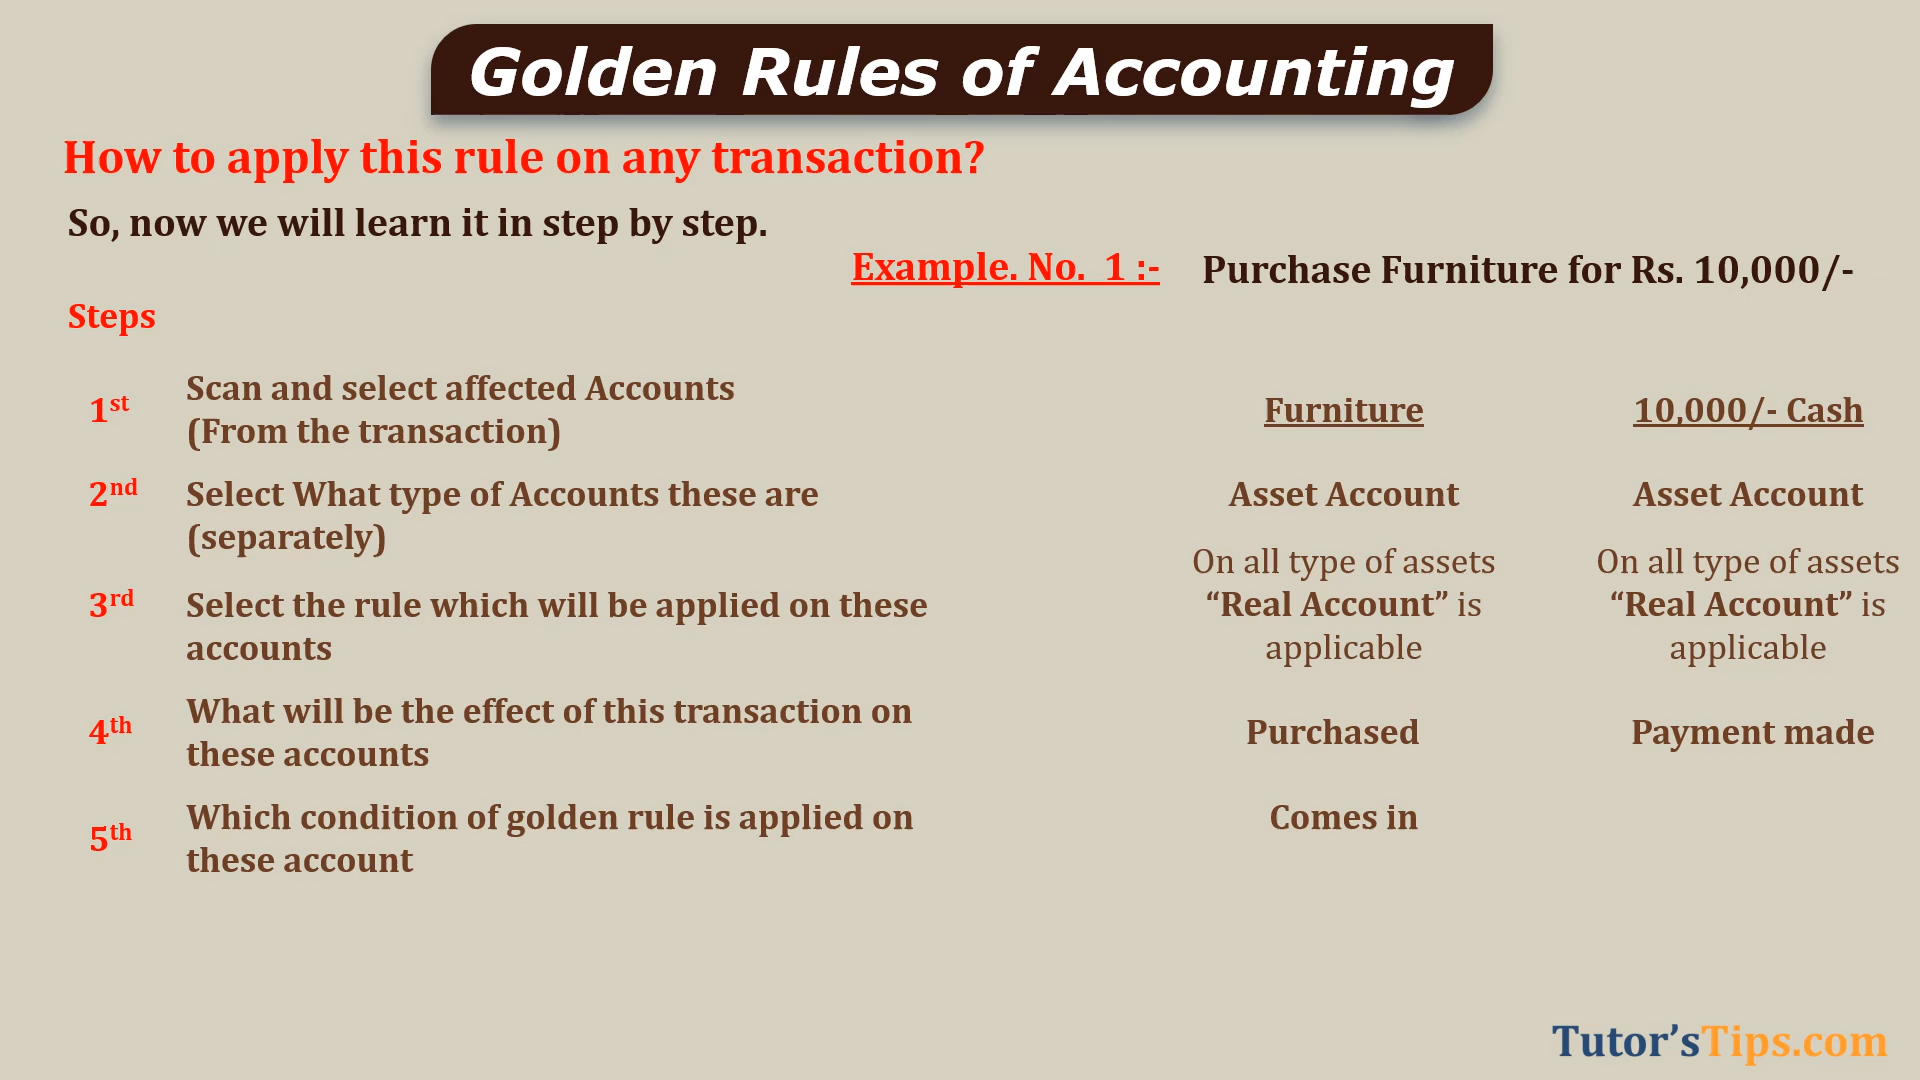 Golden Rules of Accounting
How to apply this rule on any transaction?
So, now we will learn it in step by step.
Example. No.  1 :-
Purchase Furniture for Rs. 10,000/-
Steps
1st
Scan and select affected Accounts
(From the transaction)
Furniture
10,000/- Cash
2nd
Select What type of Accounts these are
(separately)
Asset Account
Asset Account
3rd
Select the rule which will be applied on these
accounts
On all type of assets
“Real Account” is
applicable
On all type of assets
“Real Account” is
applicable
4th
What will be the effect of this transaction on
these accounts
Purchased
Payment made
5th
Which condition of golden rule is applied on
these account
Comes in
Tutor’sTips.com